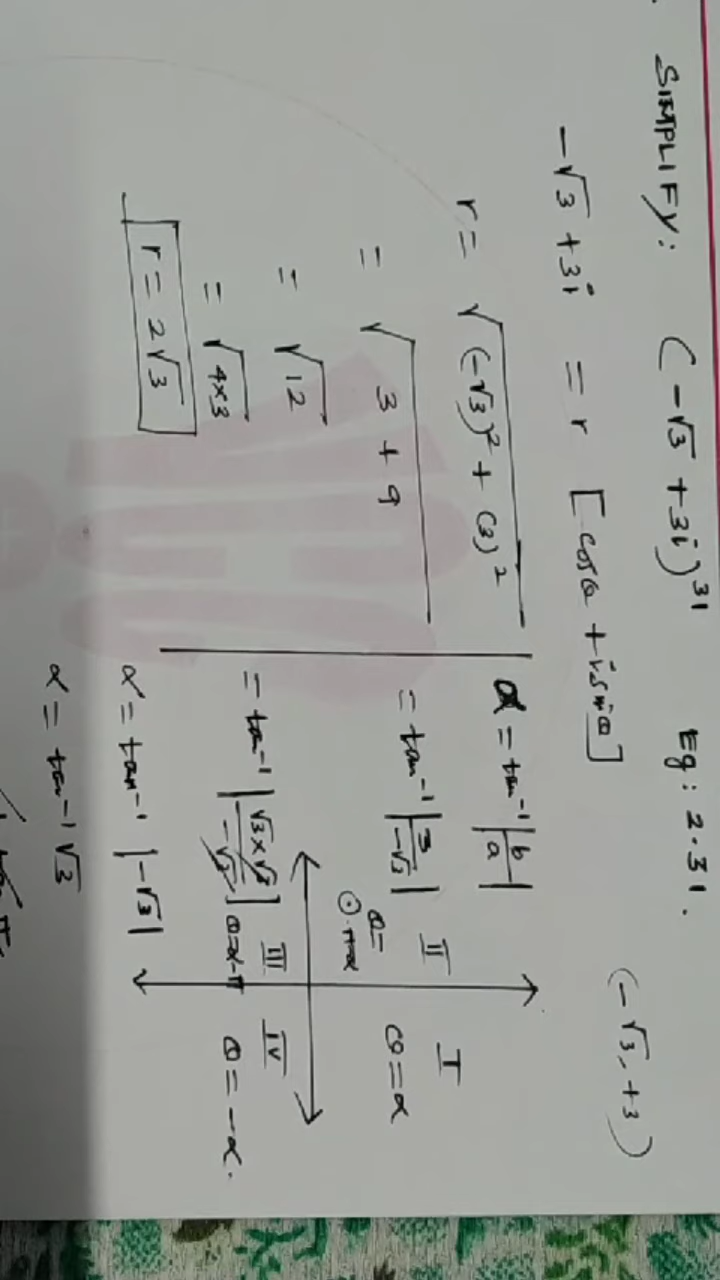 SIMPLIFY: (-√3 + 3i)³¹ Eg: 2.31.
-√3 + 3i = r [cosθ + isinθ] (-√3, +3)
r = √(-√3)² + (3)²
= √3 + 9
= √12
= √4×3
r = 2√3
α = tan⁻¹ |b/a|
= tan⁻¹ |3/-√3|
= tan⁻¹ |√3×√3/-√3|
α = tan⁻¹ |-√3|
α = tan⁻¹ √3
II I
θ = π-α θ = α
III IV
θ = α-π θ = -α.